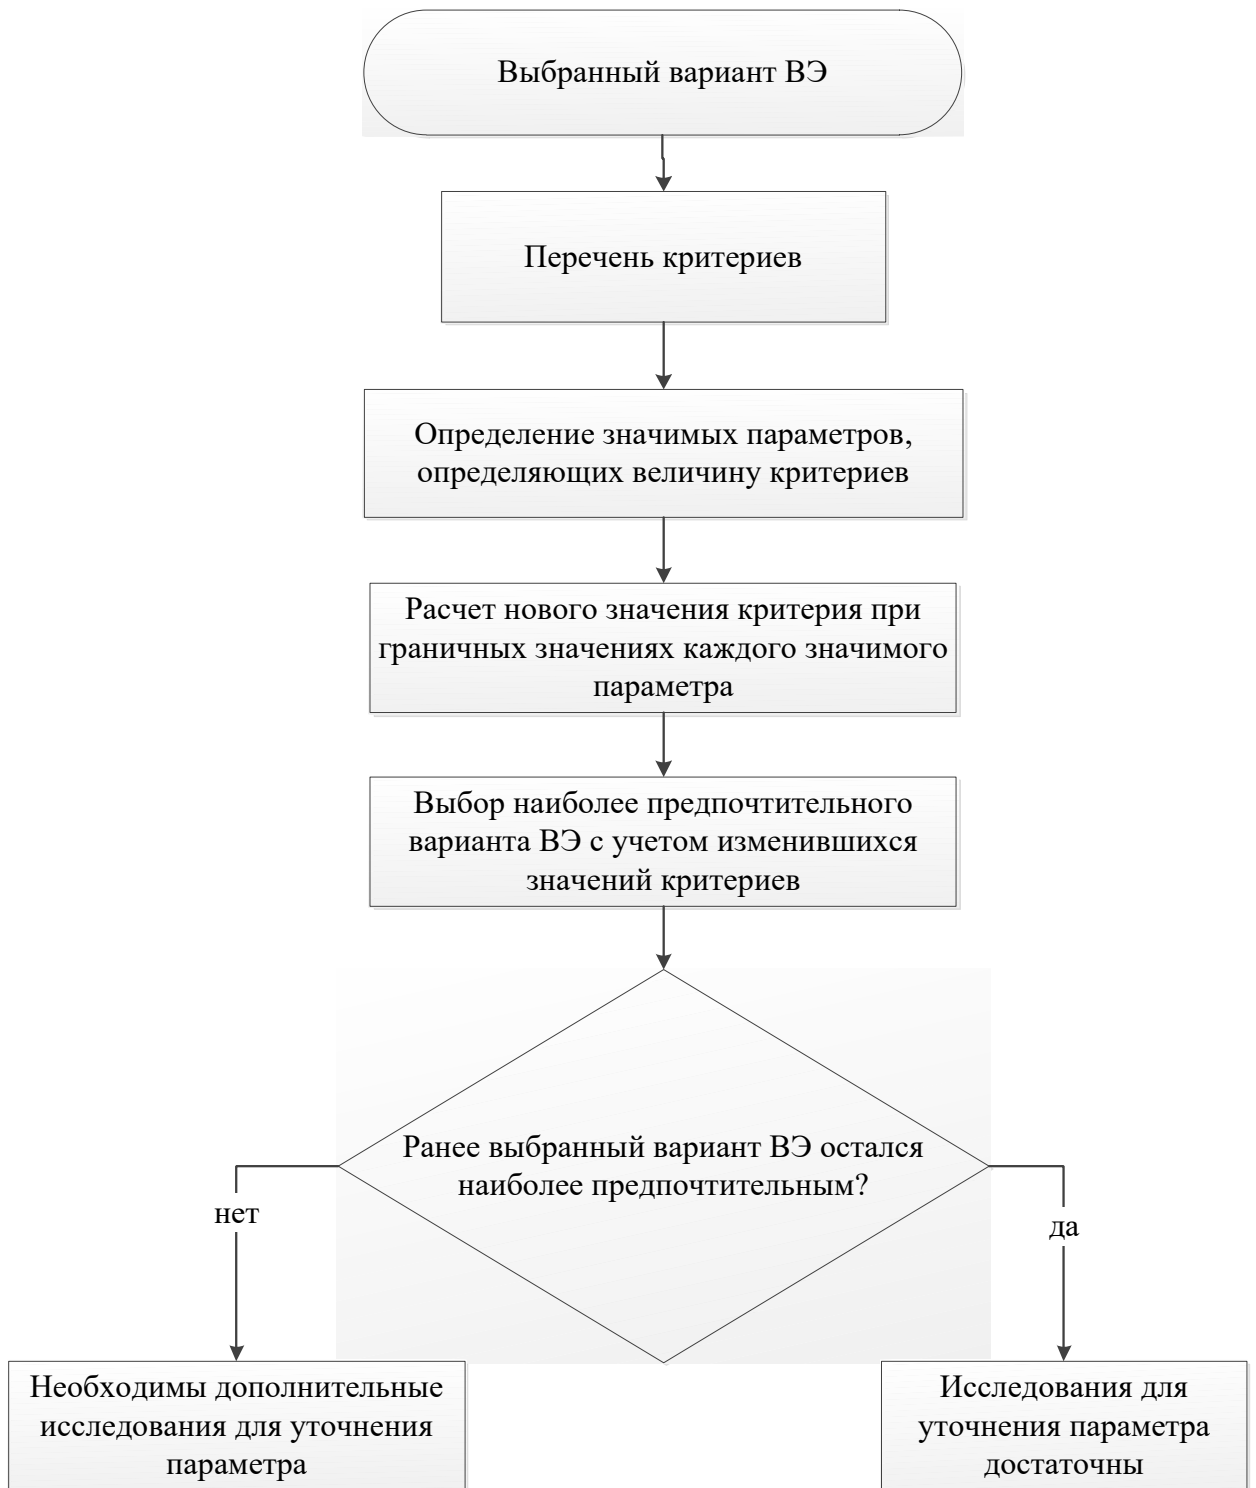 Выбранный вариант ВЭ
Перечень критериев
Определение значимых параметров,
определяющих величину критериев
Расчет нового значения критерия при
граничных значениях каждого значимого
параметра
Выбор наиболее предпочтительного
варианта ВЭ с учетом изменившихся
значений критериев
Ранее выбранный вариант ВЭ остался
наиболее предпочтительным?
нет
да
Необходимы дополнительные
исследования для уточнения
параметра
Исследования для
уточнения параметра
достаточны